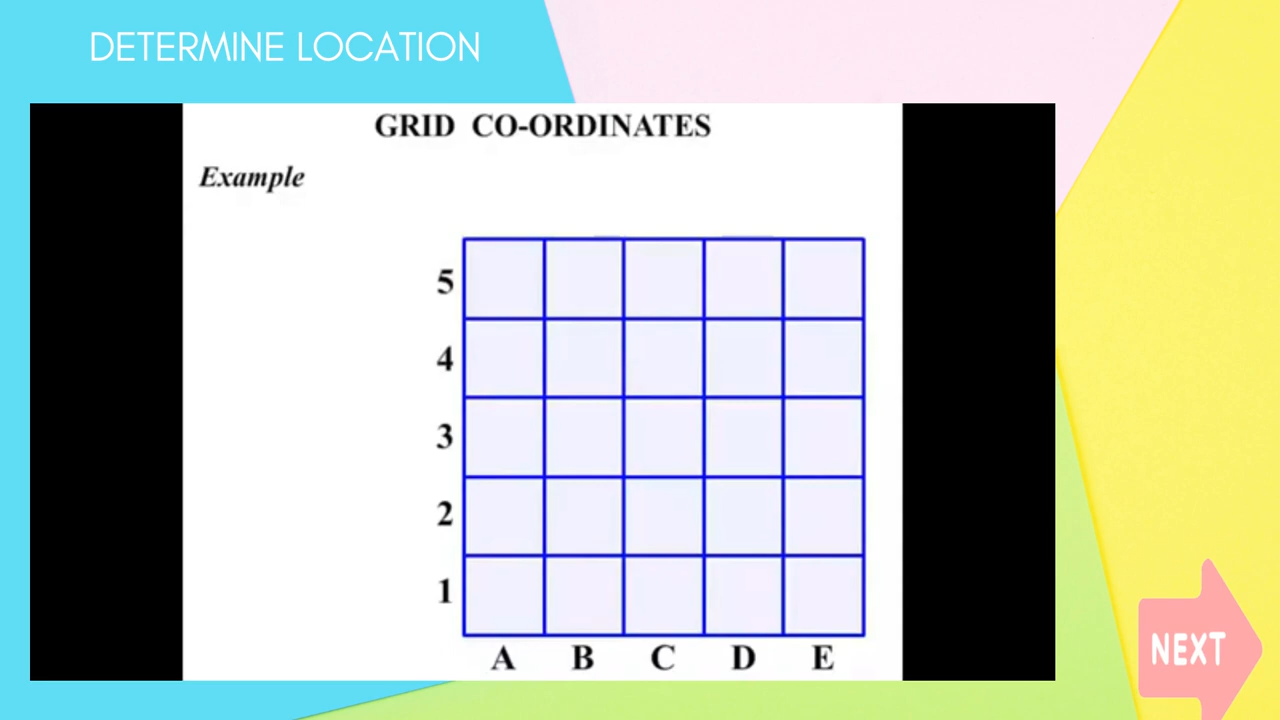 DETERMINE LOCATION
GRID CO-ORDINATES
Example
5
4
3
2
1
A B C D E
NEXT